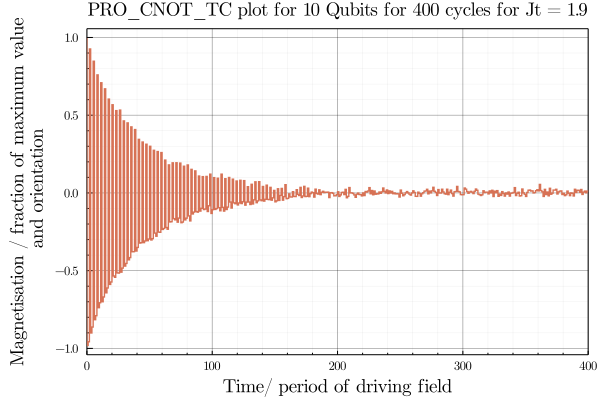 PRO_CNOT_TC plot for 10 Qubits for 400 cycles for Jt = 1.9
Magnetisation / fraction of maximum value
and orientation
1.0
0.5
0.0
−0.5
−1.0
0
100
200
300
400
Time/ period of driving field